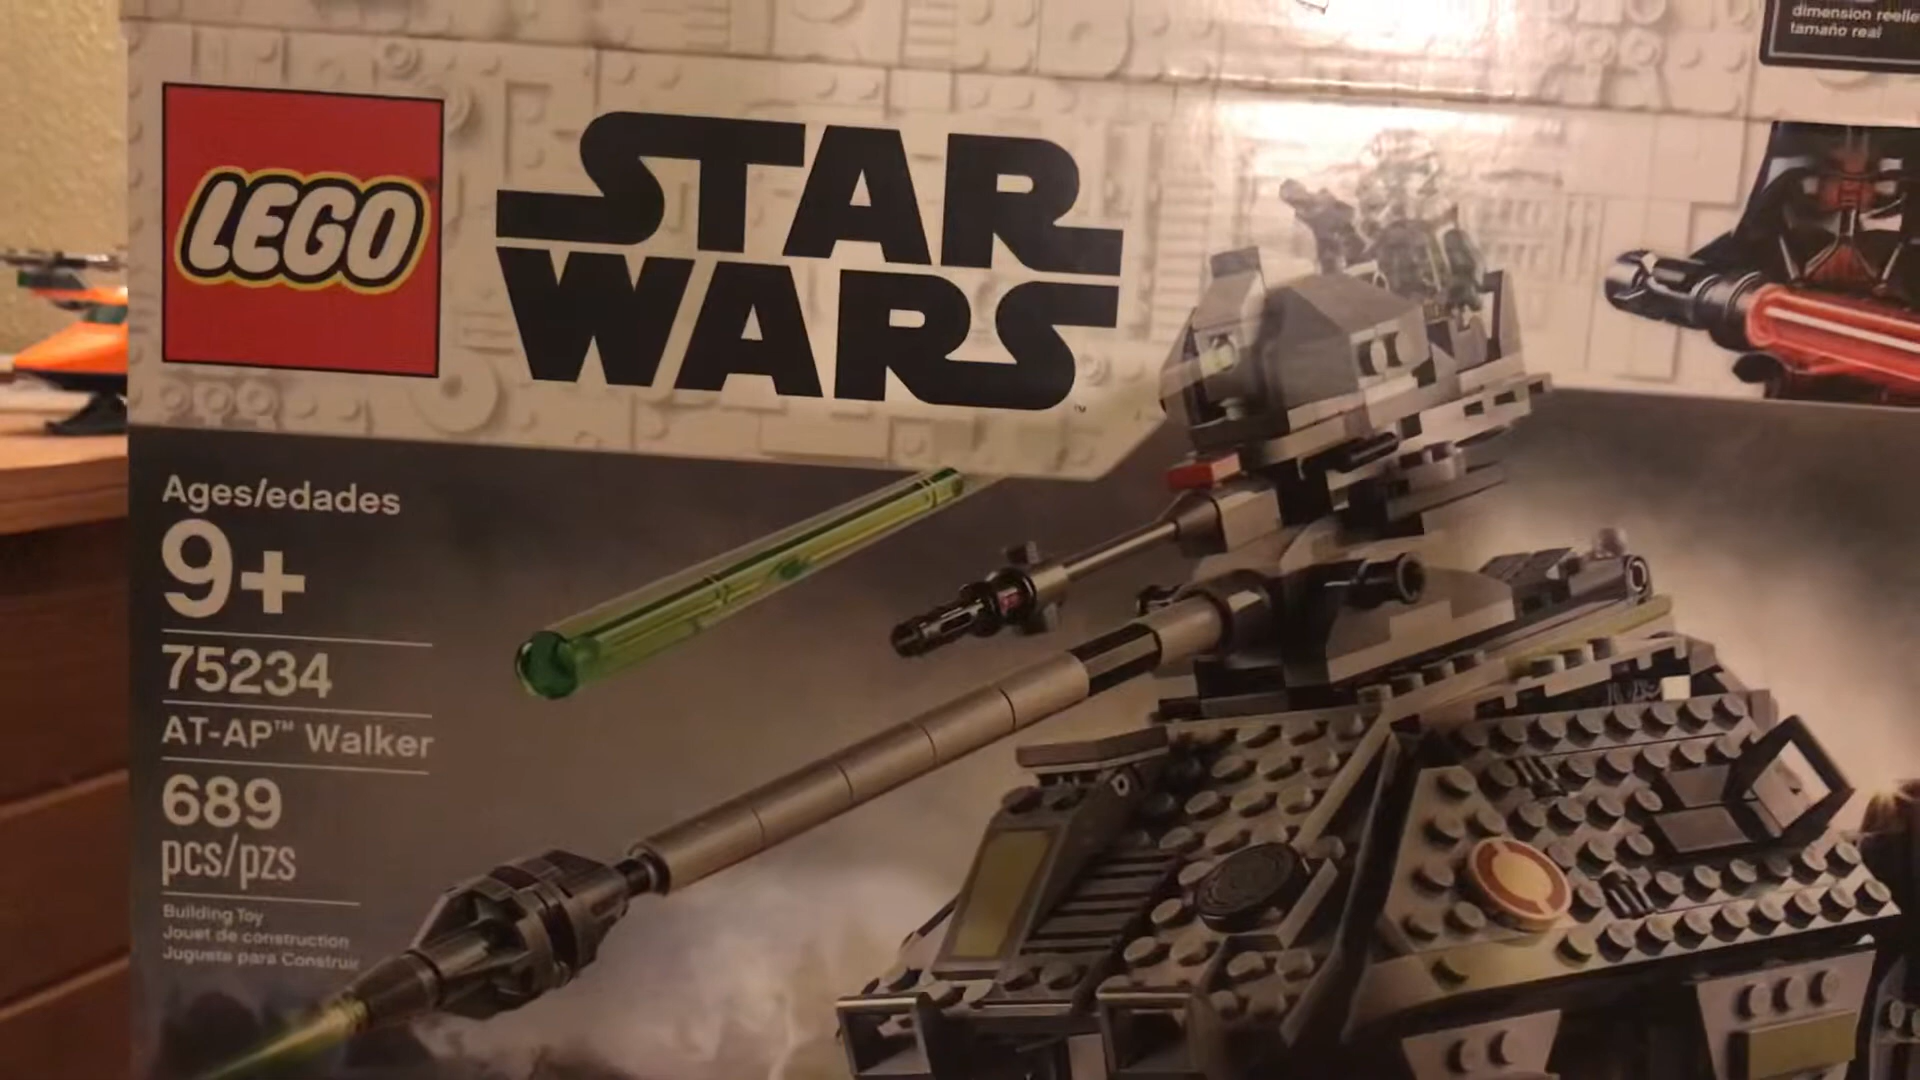 dimension reelle
tamaño real
LEGO
STAR
WARS™
Ages/edades
9+
75234
AT-AP™ Walker
689
pcs/pzs
Building Toy
Jouet de construction
Juguete para Construir